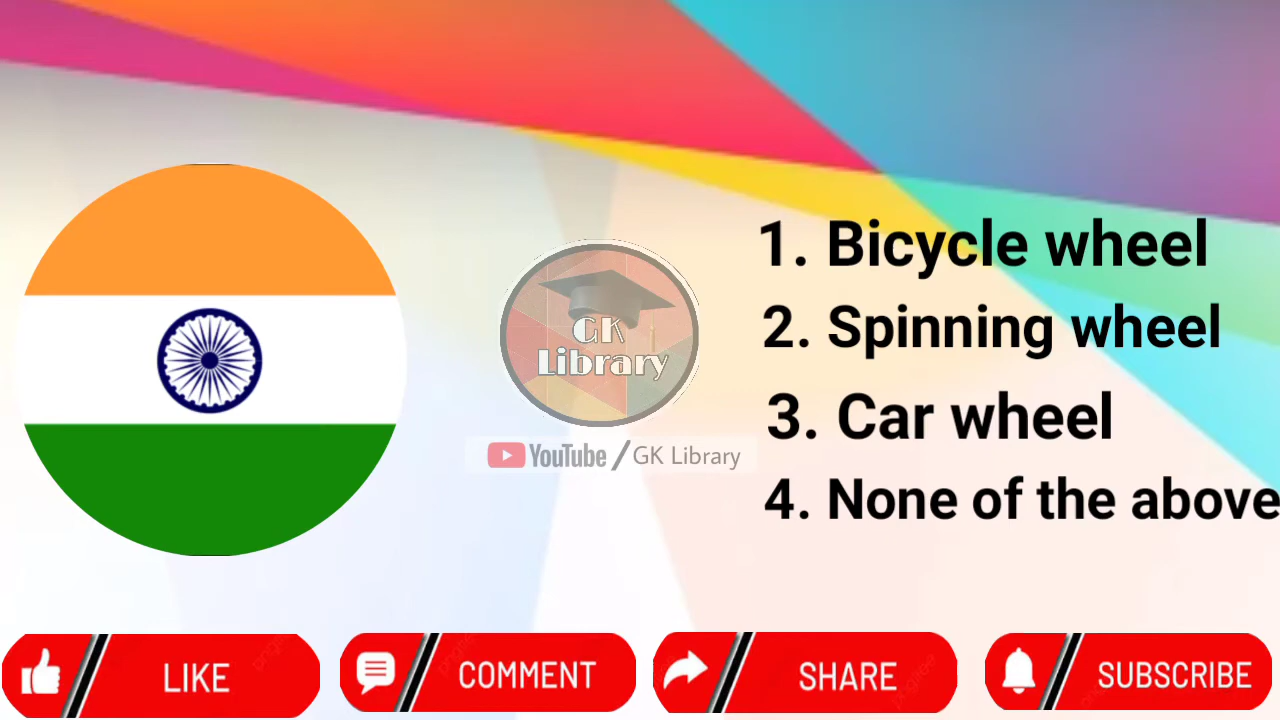 1. Bicycle wheel
2. Spinning wheel
3. Car wheel
4. None of the above
GK
Library
YouTube / GK Library
LIKE
COMMENT
SHARE
SUBSCRIBE